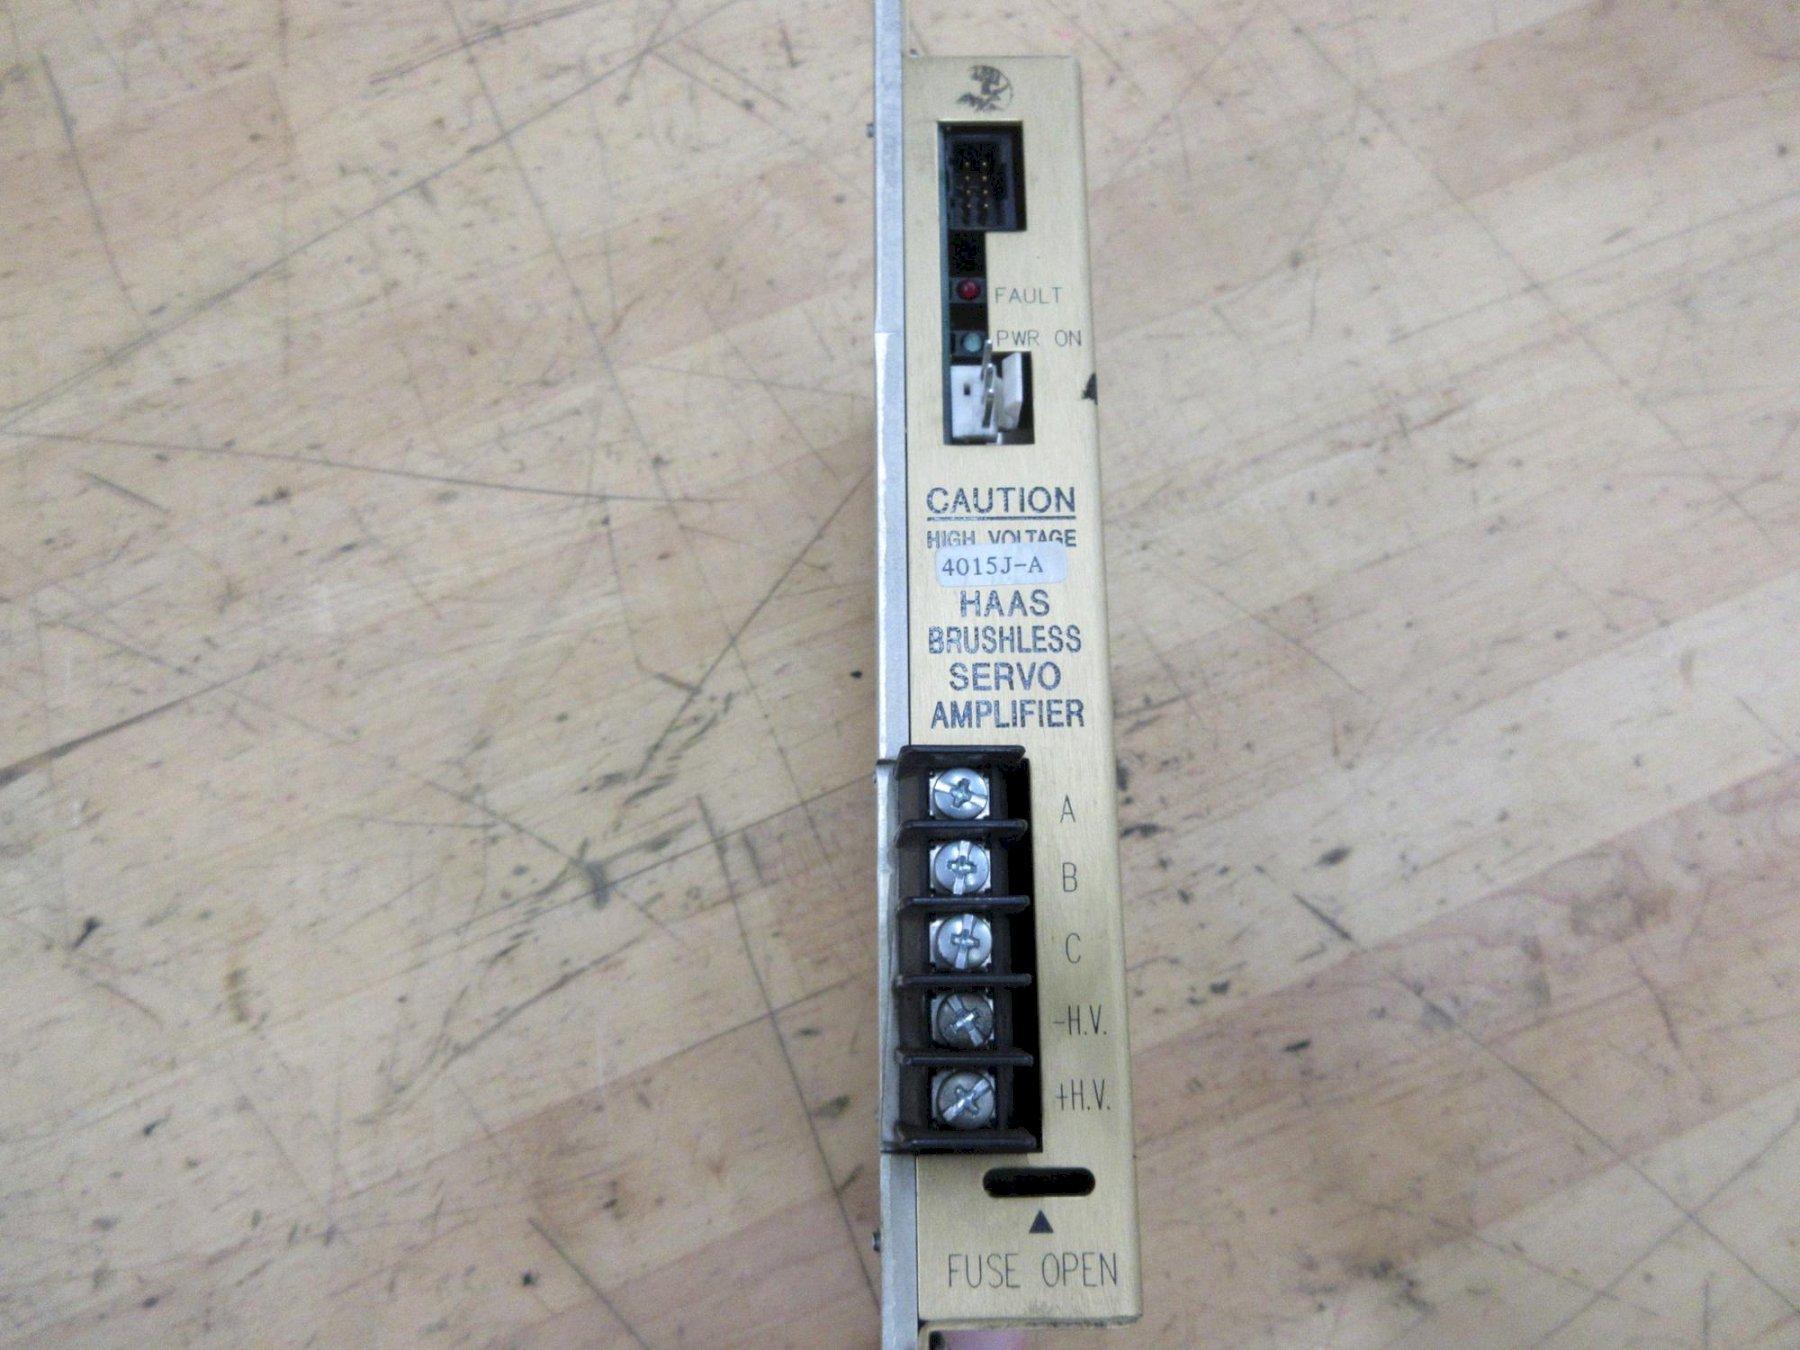 FAULT
PWR ON
CAUTION
HIGH VOLTAGE
4015J-A
HAAS
BRUSHLESS
SERVO
AMPLIFIER
A
B
C
-H.V.
+H.V.
FUSE OPEN